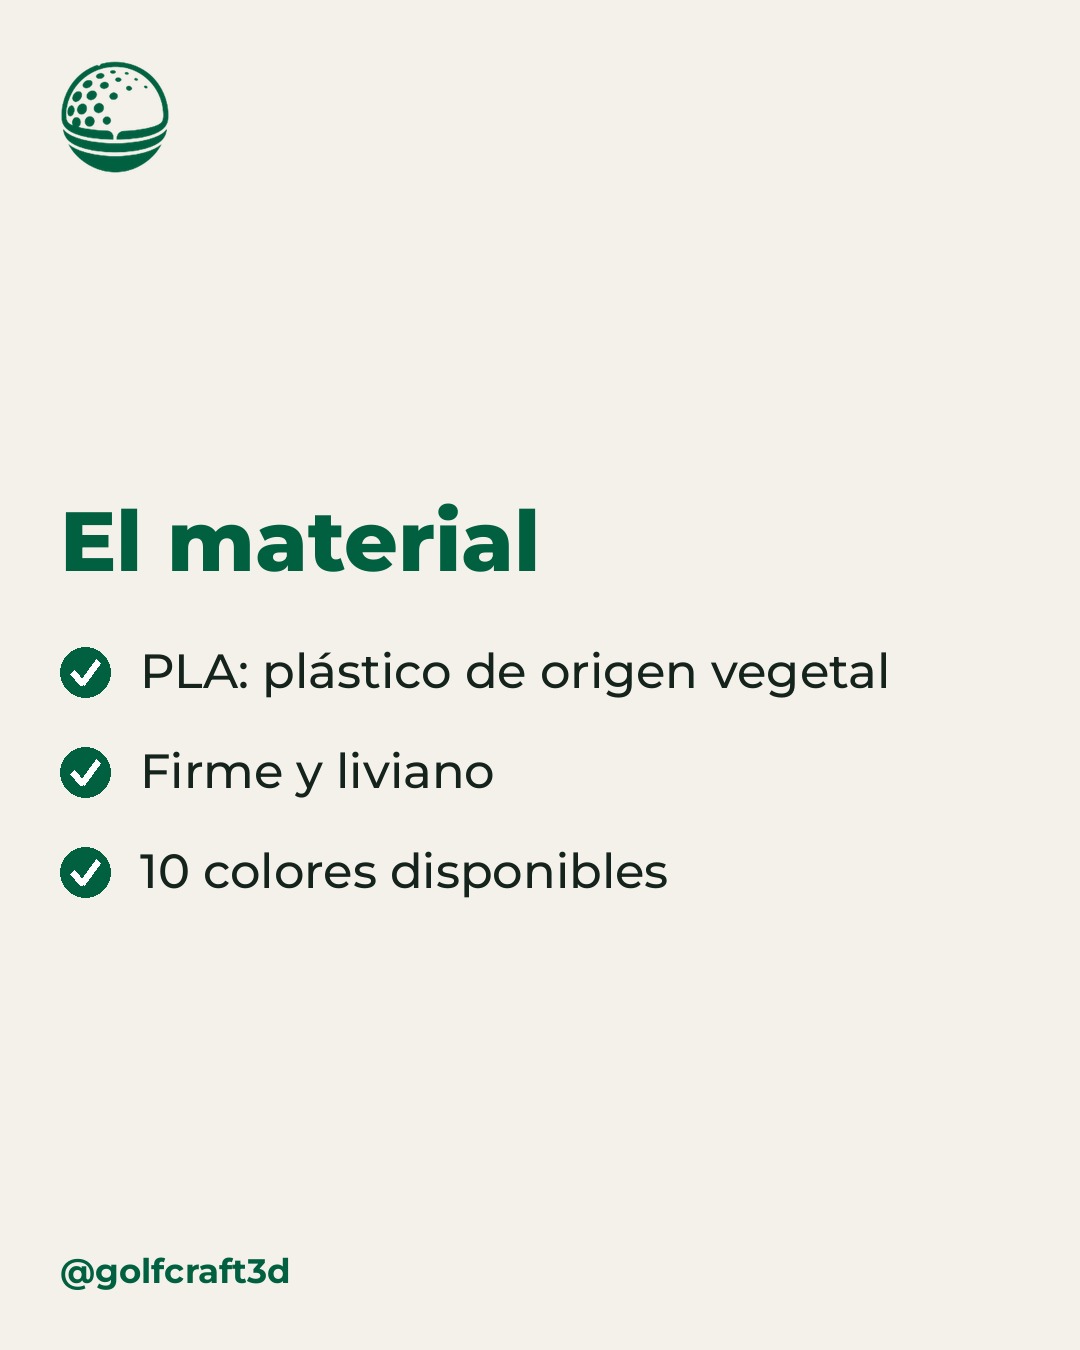 El material
PLA: plástico de origen vegetal
Firme y liviano
10 colores disponibles
@golfcraft3d